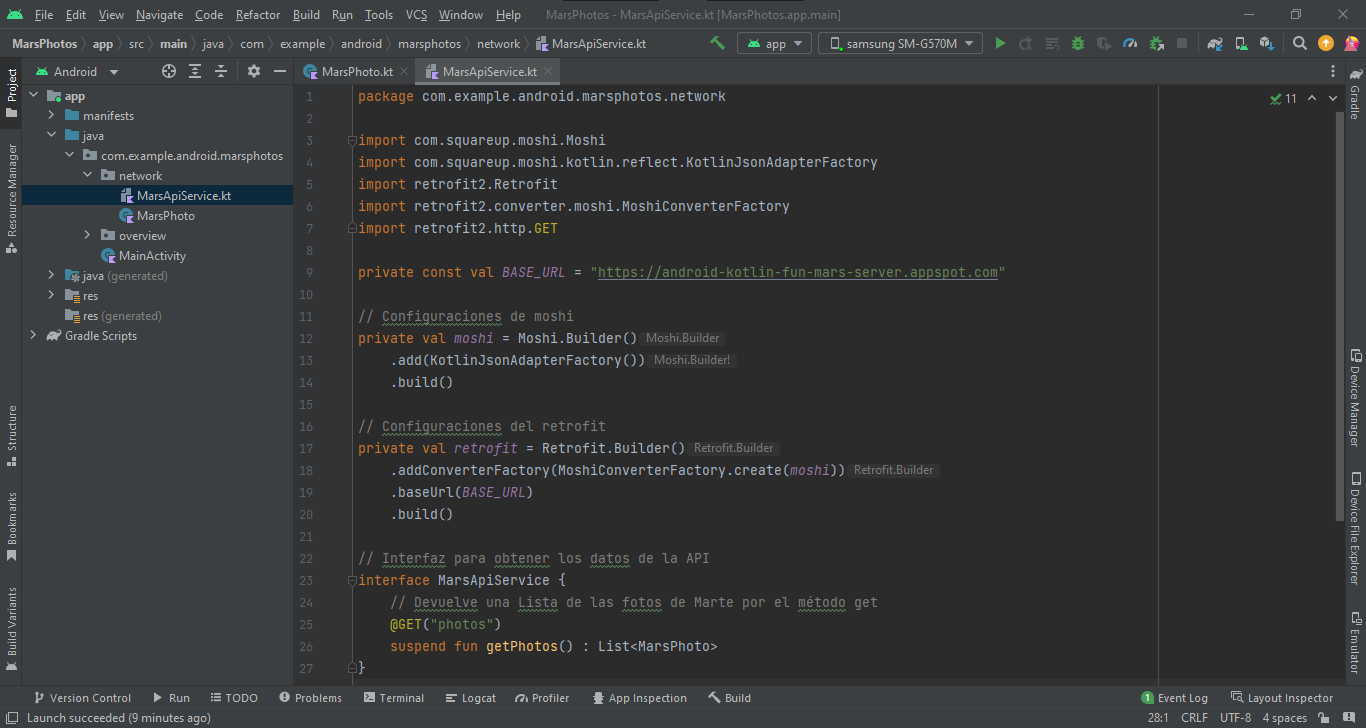 File Edit View Navigate Code Refactor Build Run Tools VCS Window Help MarsPhotos - MarsApiService.kt [MarsPhotos.app.main]
MarsPhotos app src main java com example android marsphotos network MarsApiService.kt app samsung SM-G570M
Project
Resource Manager
Structure
Bookmarks
Build Variants
Android
app
manifests
java
com.example.android.marsphotos
network
MarsApiService.kt
MarsPhoto
overview
MainActivity
java (generated)
res
res (generated)
Gradle Scripts
MarsPhoto.kt MarsApiService.kt
11
1 package com.example.android.marsphotos.network
2
3 import com.squareup.moshi.Moshi
4 import com.squareup.moshi.kotlin.reflect.KotlinJsonAdapterFactory
5 import retrofit2.Retrofit
6 import retrofit2.converter.moshi.MoshiConverterFactory
7 import retrofit2.http.GET
8
9 private const val BASE_URL = "https://android-kotlin-fun-mars-server.appspot.com"
10
11 // Configuraciones de moshi
12 private val moshi = Moshi.Builder() Moshi.Builder
13 .add(KotlinJsonAdapterFactory()) Moshi.Builder!
14 .build()
15
16 // Configuraciones del retrofit
17 private val retrofit = Retrofit.Builder() Retrofit.Builder
18 .addConverterFactory(MoshiConverterFactory.create(moshi)) Retrofit.Builder
19 .baseUrl(BASE_URL)
20 .build()
21
22 // Interfaz para obtener los datos de la API
23 interface MarsApiService {
24 // Devuelve una Lista de las fotos de Marte por el método get
25 @GET("photos")
26 suspend fun getPhotos() : List<MarsPhoto>
27 }
Gradle
Device Manager
Device File Explorer
Emulator
Version Control Run TODO Problems Terminal Logcat Profiler App Inspection Build 1 Event Log Layout Inspector
Launch succeeded (9 minutes ago) 28:1 CRLF UTF-8 4 spaces